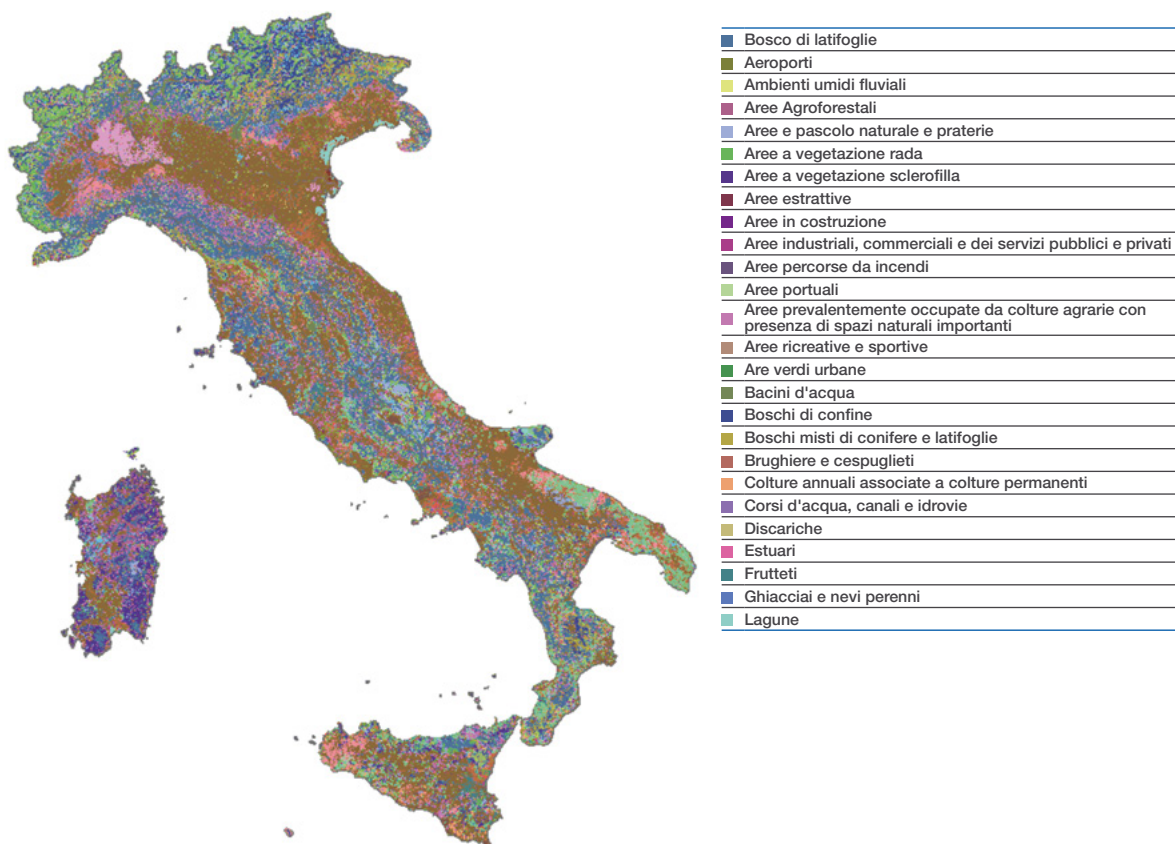 Bosco di latifoglie
Aeroporti
Ambienti umidi fluviali
Aree Agroforestali
Aree e pascolo naturale e praterie
Aree a vegetazione rada
Aree a vegetazione sclerofilla
Aree estrattive
Aree in costruzione
Aree industriali, commerciali e dei servizi pubblici e privati
Aree percorse da incendi
Aree portuali
Aree prevalentemente occupate da colture agrarie con
presenza di spazi naturali importanti
Aree ricreative e sportive
Are verdi urbane
Bacini d'acqua
Boschi di confine
Boschi misti di conifere e latifoglie
Brughiere e cespuglieti
Colture annuali associate a colture permanenti
Corsi d'acqua, canali e idrovie
Discariche
Estuari
Frutteti
Ghiacciai e nevi perenni
Lagune